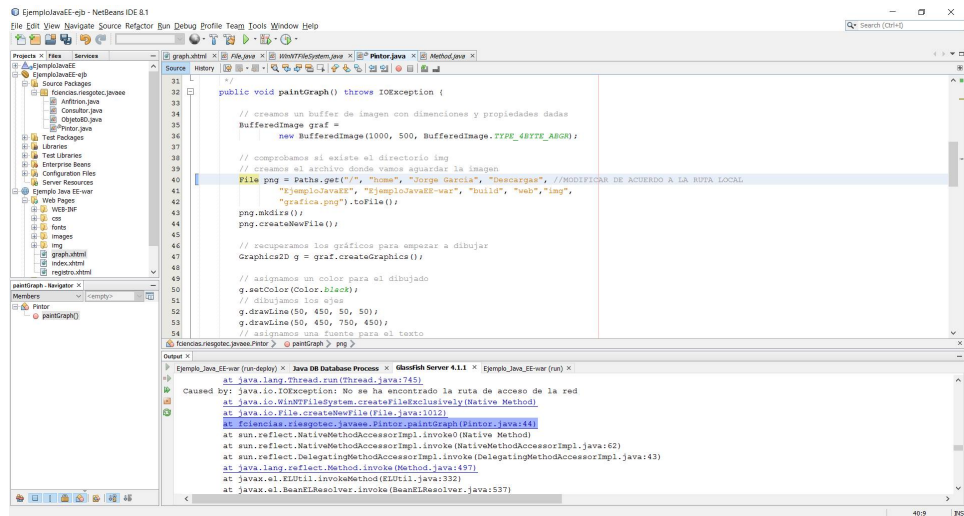 EjemploJavaEE-ejb - NetBeans IDE 8.1
File Edit View Navigate Source Refactor Run Debug Profile Team Tools Window Help
Search (Ctrl+I)
Projects × Files Services
EjemploJavaEE
EjemploJavaEE-ejb
Source Packages
fciencias.riesgotec.javaee
Anfitrion.java
Consultor.java
ObjetoBD.java
Pintor.java
Test Packages
Libraries
Test Libraries
Enterprise Beans
Configuration Files
Server Resources
Ejemplo Java EE-war
Web Pages
WEB-INF
css
fonts
images
img
graph.xhtml
index.xhtml
registro.xhtml
paintGraph - Navigator ×
Members <empty>
Pintor
paintGraph()
graph.xhtml × File.java × WinNTFileSystem.java × Pintor.java × Method.java ×
Source History
31 */
32 public void paintGraph() throws IOException {
33
34 // creamos un buffer de imagen con dimenciones y propiedades dadas
35 BufferedImage graf =
36 new BufferedImage(1000, 500, BufferedImage.TYPE_4BYTE_ABGR);
37
38 // comprobamos si existe el directorio img
39 // creamos el archivo donde vamos aguardar la imagen
40 File png = Paths.get("/", "home", "Jorge Garcia", "Descargas", //MODIFICAR DE ACUERDO A LA RUTA LOCAL
41 "EjemploJavaEE", "EjemploJavaEE-war", "build", "web","img",
42 "grafica.png").toFile();
43 png.mkdirs();
44 png.createNewFile();
45
46 // recuperamos los gráficos para empezar a dibujar
47 Graphics2D g = graf.createGraphics();
48
49 // asignamos un color para el dibujado
50 g.setColor(Color.black);
51 // dibujamos los ejes
52 g.drawLine(50, 450, 50, 50);
53 g.drawLine(50, 450, 750, 450);
54 // asignamos una fuente para el texto
fciencias.riesgotec.javaee.Pintor paintGraph png
Output ×
Ejemplo_Java_EE-war (run-deploy) × Java DB Database Process × GlassFish Server 4.1.1 × Ejemplo_Java_EE-war (run) ×
at java.lang.Thread.run(Thread.java:745)
Caused by: java.io.IOException: No se ha encontrado la ruta de acceso de la red
at java.io.WinNTFileSystem.createFileExclusively(Native Method)
at java.io.File.createNewFile(File.java:1012)
at fciencias.riesgotec.javaee.Pintor.paintGraph(Pintor.java:44)
at sun.reflect.NativeMethodAccessorImpl.invoke0(Native Method)
at sun.reflect.NativeMethodAccessorImpl.invoke(NativeMethodAccessorImpl.java:62)
at sun.reflect.DelegatingMethodAccessorImpl.invoke(DelegatingMethodAccessorImpl.java:43)
at java.lang.reflect.Method.invoke(Method.java:497)
at javax.el.ELUtil.invokeMethod(ELUtil.java:332)
at javax.el.BeanELResolver.invoke(BeanELResolver.java:537)
40:9 INS